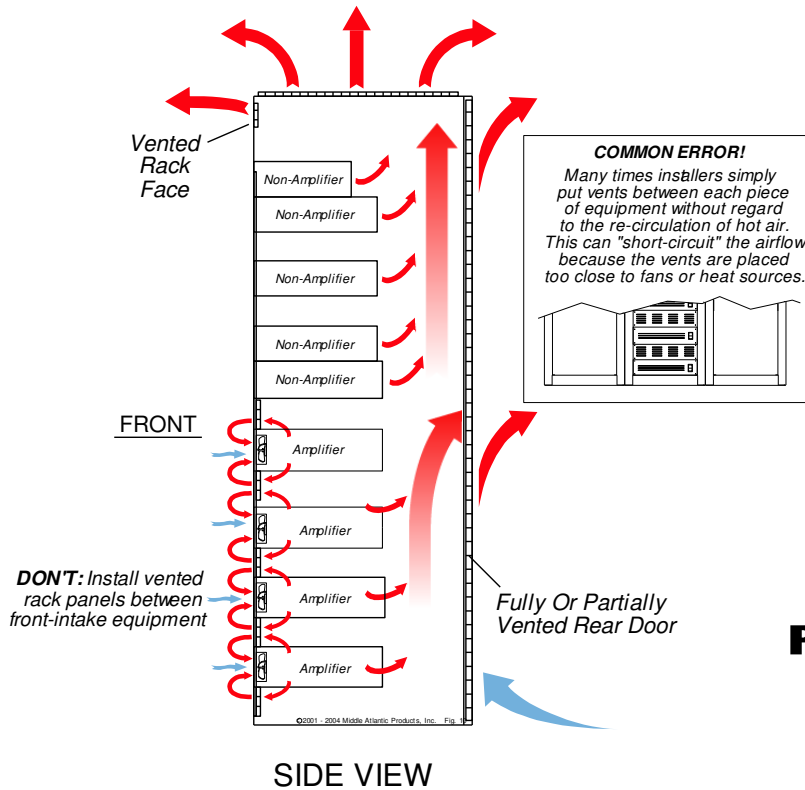 Vented
Rack
Face
COMMON ERROR!
Many times installers simply
put vents between each piece
of equipment without regard
to the re-circulation of hot air.
This can "short-circuit" the airflow
because the vents are placed
too close to fans or heat sources.
Non-Amplifier
Non-Amplifier
Non-Amplifier
Non-Amplifier
Non-Amplifier
FRONT
Amplifier
Amplifier
DON'T: Install vented
rack panels between
front-intake equipment
Amplifier
Fully Or Partially
Vented Rear Door
Amplifier
©2001 - 2004 Middle Atlantic Products, Inc. Fig.
SIDE VIEW